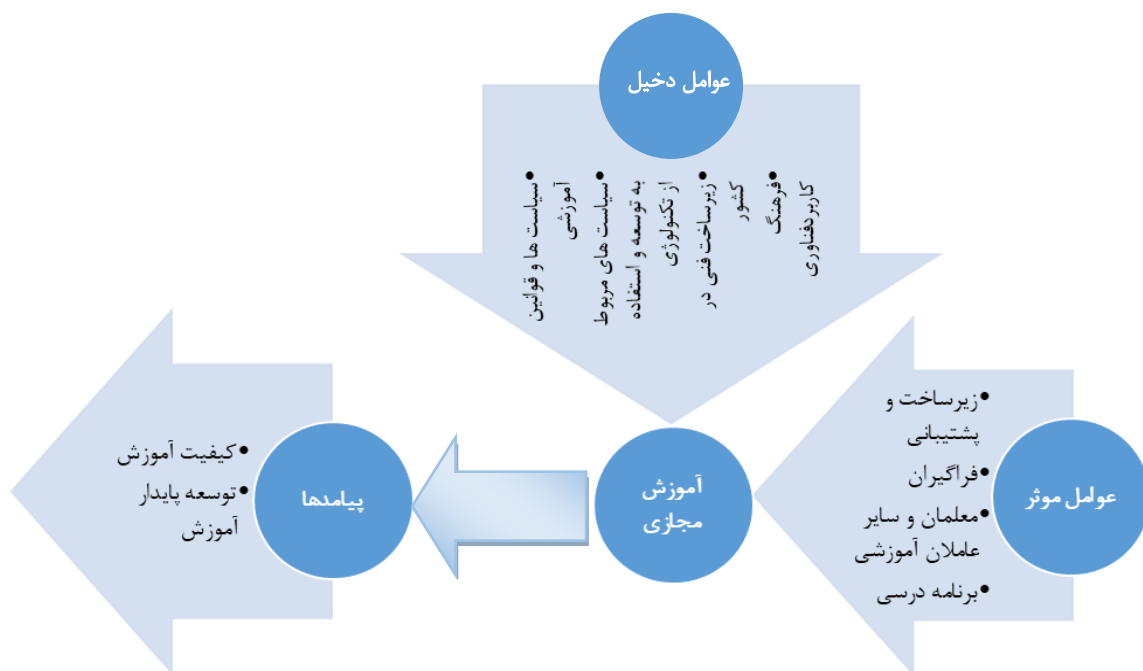 عوامل دخیل
•سیاست ها و قوانین
آموزشی
•سیاست های مربوط
به توسعه و استفاده
از تکنولوژی
•زیرساخت فنی در
کشور
•فرهنگ
کاربردفناوری
عوامل موثر
•زیرساخت و
پشتیبانی
•فراگیران
•معلمان و سایر
عاملان آموزشی
•برنامه درسی
آموزش
مجازی
پیامدها
•کیفیت آموزش
•توسعه پایدار
آموزش